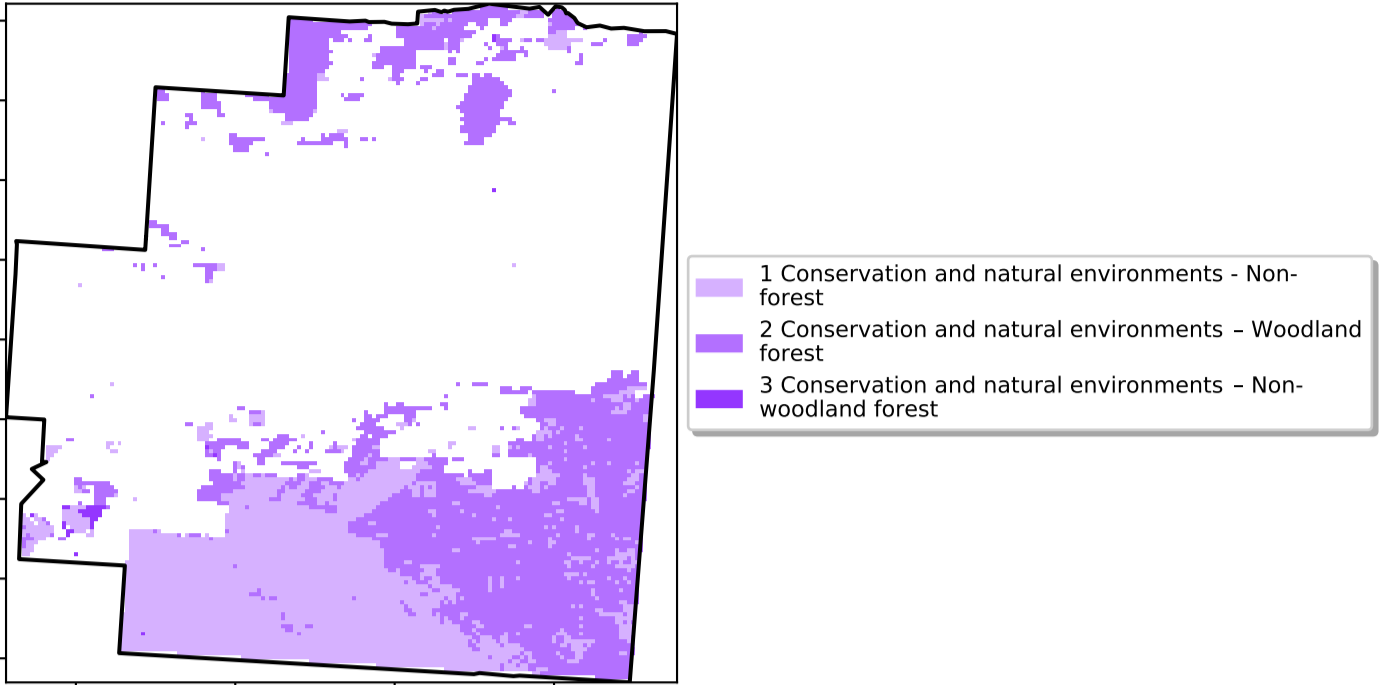 1 Conservation and natural environments - Non-
forest
2 Conservation and natural environments – Woodland
forest
3 Conservation and natural environments – Non-
woodland forest